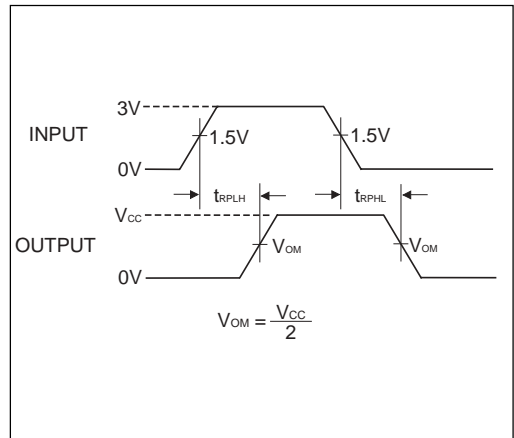 3V
INPUT
1.5V
1.5V
0V
tRPLH
tRPHL
VCC
OUTPUT
VOM
VOM
0V
VOM = VCC
2